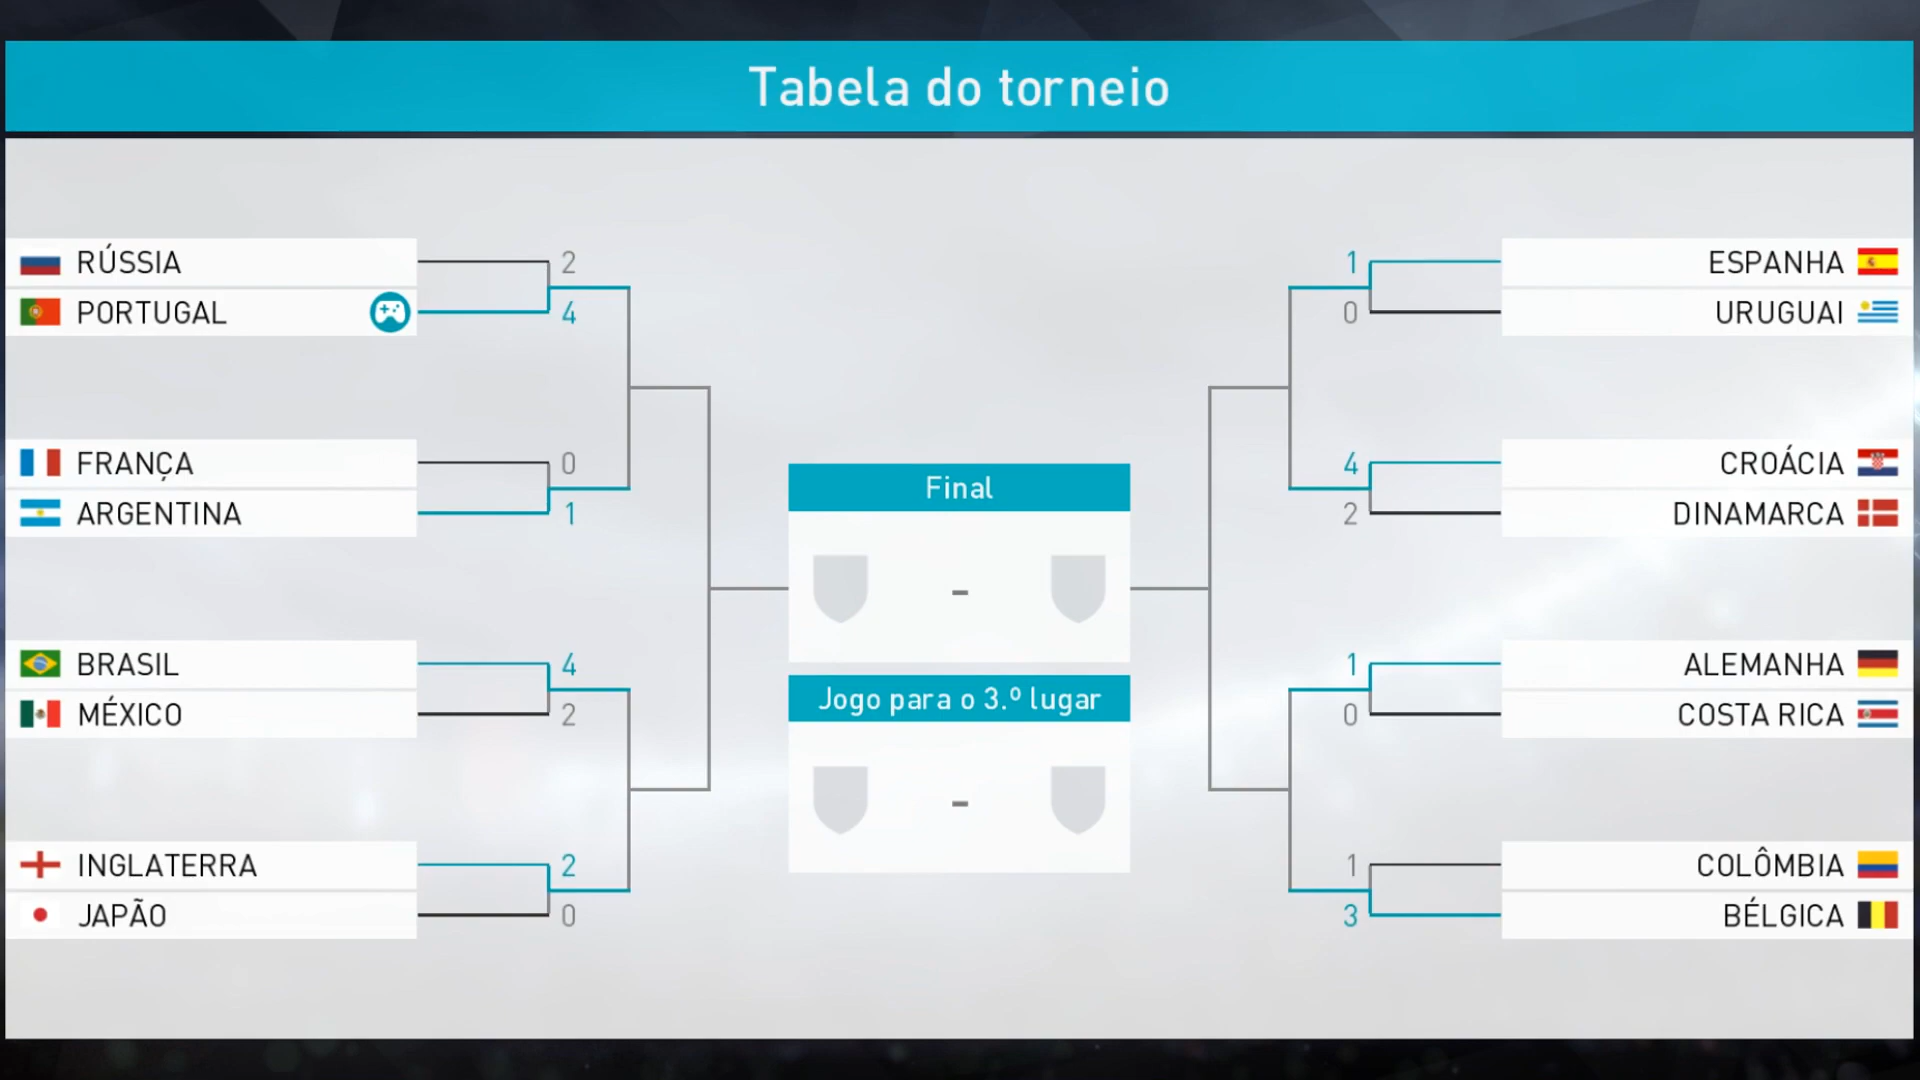 Tabela do torneio
RÚSSIA 2
PORTUGAL 4
FRANÇA 0
ARGENTINA 1
BRASIL 4
MÉXICO 2
INGLATERRA 2
JAPÃO 0
Final
-
Jogo para o 3.º lugar
-
1 ESPANHA
0 URUGUAI
4 CROÁCIA
2 DINAMARCA
1 ALEMANHA
0 COSTA RICA
1 COLÔMBIA
3 BÉLGICA